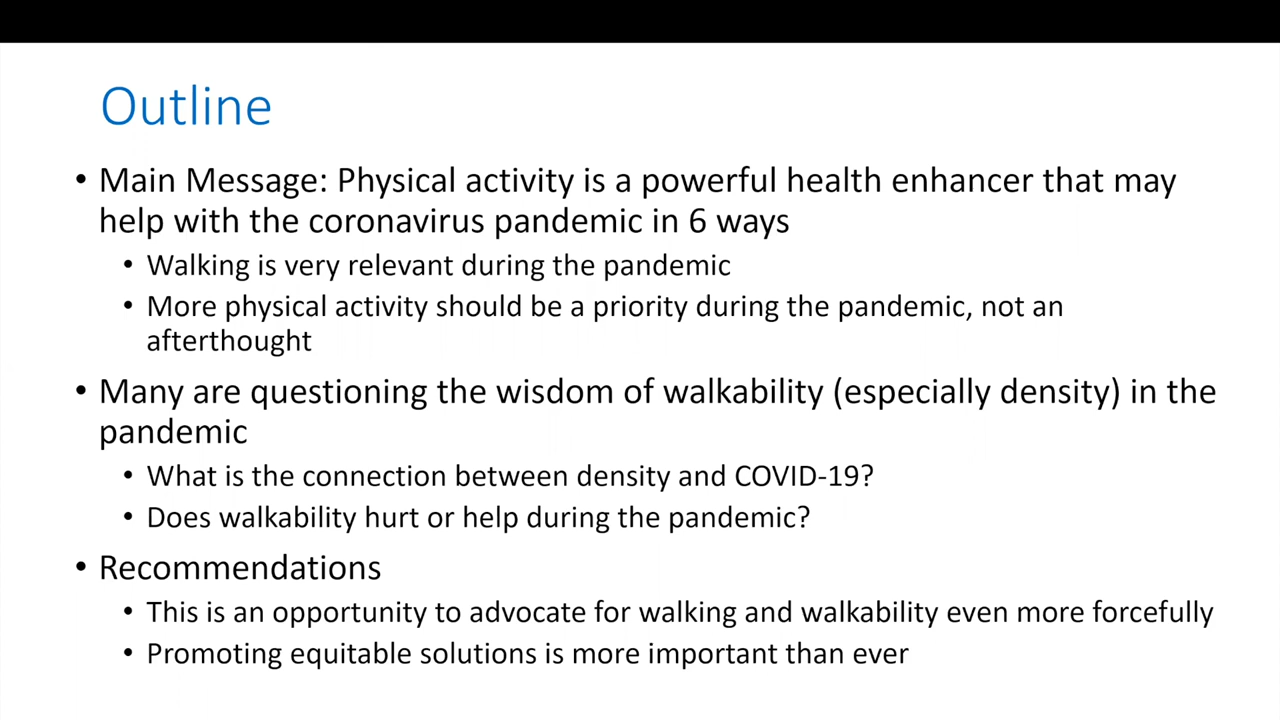 Outline
• Main Message: Physical activity is a powerful health enhancer that may
help with the coronavirus pandemic in 6 ways
• Walking is very relevant during the pandemic
• More physical activity should be a priority during the pandemic, not an
afterthought
• Many are questioning the wisdom of walkability (especially density) in the
pandemic
• What is the connection between density and COVID-19?
• Does walkability hurt or help during the pandemic?
• Recommendations
• This is an opportunity to advocate for walking and walkability even more forcefully
• Promoting equitable solutions is more important than ever